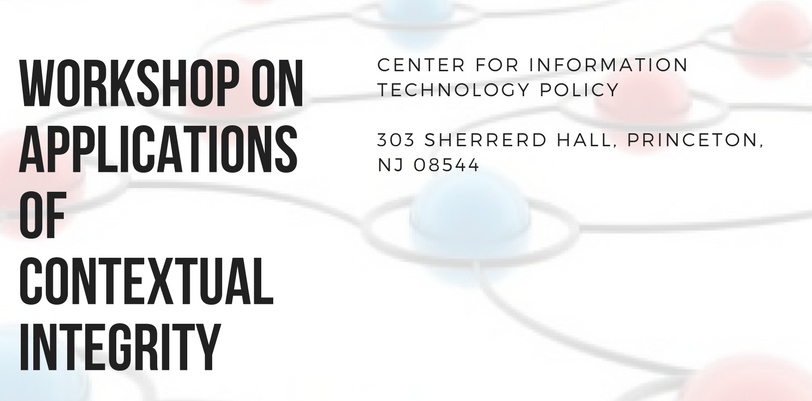 WORKSHOP ON
APPLICATIONS
OF
CONTEXTUAL
INTEGRITY
CENTER FOR INFORMATION
TECHNOLOGY POLICY
303 SHERRERD HALL, PRINCETON,
NJ 08544